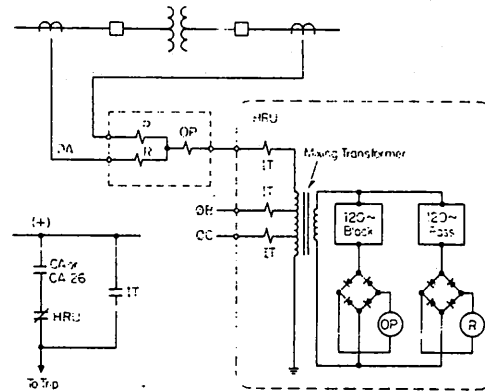 R
OP
R
ØA
HRU
IT
Mixing Transformer
IT
ØB
IT
ØC
120~
Block
120~
Pass
OP
R
(+)
CA or
CA 26
IT
HRU
To Trip